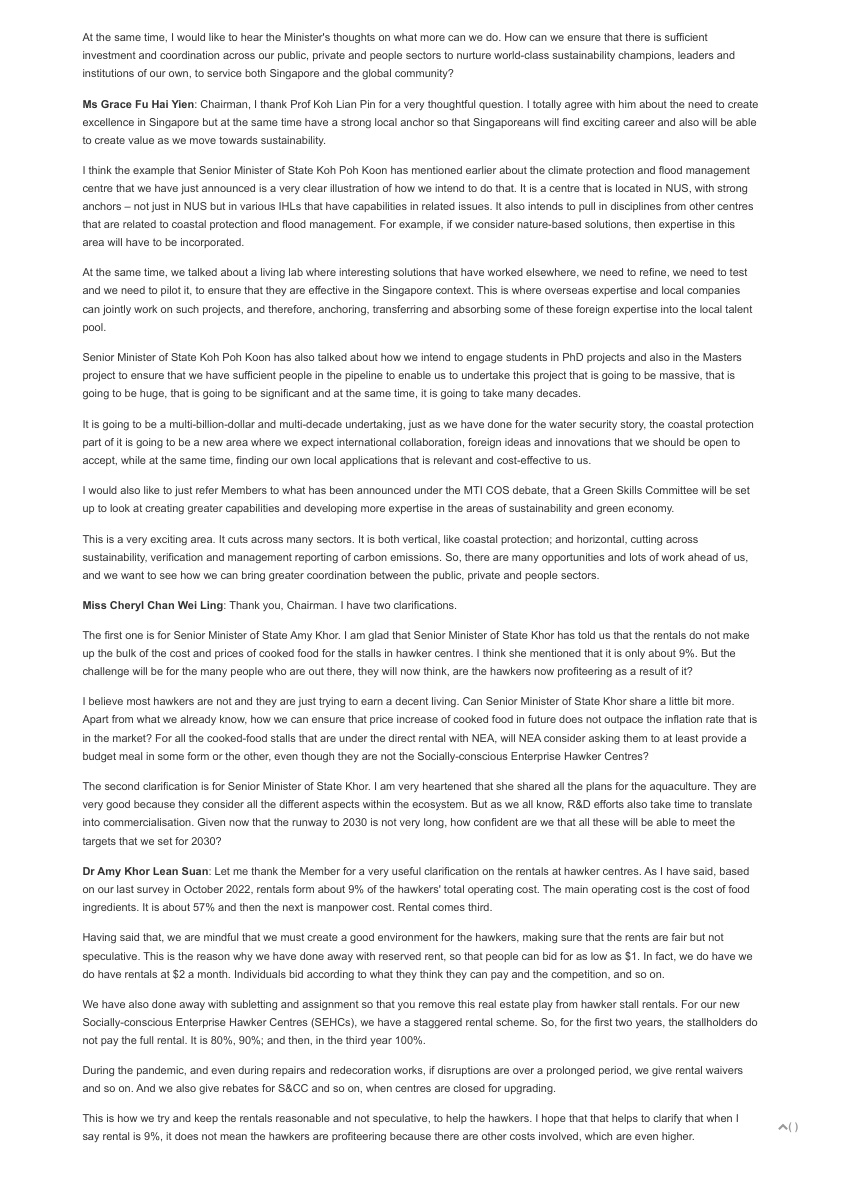 At the same time, I would like to hear the Minister's thoughts on what more can we do. How can we ensure that there is sufficient
investment and coordination across our public, private and people sectors to nurture world-class sustainability champions, leaders and
institutions of our own, to service both Singapore and the global community?
Ms Grace Fu Hai Yien: Chairman, I thank Prof Koh Lian Pin for a very thoughtful question. I totally agree with him about the need to create
excellence in Singapore but at the same time have a strong local anchor so that Singaporeans will find exciting career and also will be able
to create value as we move towards sustainability.
I think the example that Senior Minister of State Koh Poh Koon has mentioned earlier about the climate protection and flood management
centre that we have just announced is a very clear illustration of how we intend to do that. It is a centre that is located in NUS, with strong
anchors – not just in NUS but in various IHLs that have capabilities in related issues. It also intends to pull in disciplines from other centres
that are related to coastal protection and flood management. For example, if we consider nature-based solutions, then expertise in this
area will have to be incorporated.
At the same time, we talked about a living lab where interesting solutions that have worked elsewhere, we need to refine, we need to test
and we need to pilot it, to ensure that they are effective in the Singapore context. This is where overseas expertise and local companies
can jointly work on such projects, and therefore, anchoring, transferring and absorbing some of these foreign expertise into the local talent
pool.
Senior Minister of State Koh Poh Koon has also talked about how we intend to engage students in PhD projects and also in the Masters
project to ensure that we have sufficient people in the pipeline to enable us to undertake this project that is going to be massive, that is
going to be huge, that is going to be significant and at the same time, it is going to take many decades.
It is going to be a multi-billion-dollar and multi-decade undertaking, just as we have done for the water security story, the coastal protection
part of it is going to be a new area where we expect international collaboration, foreign ideas and innovations that we should be open to
accept, while at the same time, finding our own local applications that is relevant and cost-effective to us.
I would also like to just refer Members to what has been announced under the MTI COS debate, that a Green Skills Committee will be set
up to look at creating greater capabilities and developing more expertise in the areas of sustainability and green economy.
This is a very exciting area. It cuts across many sectors. It is both vertical, like coastal protection; and horizontal, cutting across
sustainability, verification and management reporting of carbon emissions. So, there are many opportunities and lots of work ahead of us,
and we want to see how we can bring greater coordination between the public, private and people sectors.
Miss Cheryl Chan Wei Ling: Thank you, Chairman. I have two clarifications.
The first one is for Senior Minister of State Amy Khor. I am glad that Senior Minister of State Khor has told us that the rentals do not make
up the bulk of the cost and prices of cooked food for the stalls in hawker centres. I think she mentioned that it is only about 9%. But the
challenge will be for the many people who are out there, they will now think, are the hawkers now profiteering as a result of it?
I believe most hawkers are not and they are just trying to earn a decent living. Can Senior Minister of State Khor share a little bit more.
Apart from what we already know, how we can ensure that price increase of cooked food in future does not outpace the inflation rate that is
in the market? For all the cooked-food stalls that are under the direct rental with NEA, will NEA consider asking them to at least provide a
budget meal in some form or the other, even though they are not the Socially-conscious Enterprise Hawker Centres?
The second clarification is for Senior Minister of State Khor. I am very heartened that she shared all the plans for the aquaculture. They are
very good because they consider all the different aspects within the ecosystem. But as we all know, R&D efforts also take time to translate
into commercialisation. Given now that the runway to 2030 is not very long, how confident are we that all these will be able to meet the
targets that we set for 2030?
Dr Amy Khor Lean Suan: Let me thank the Member for a very useful clarification on the rentals at hawker centres. As I have said, based
on our last survey in October 2022, rentals form about 9% of the hawkers' total operating cost. The main operating cost is the cost of food
ingredients. It is about 57% and then the next is manpower cost. Rental comes third.
Having said that, we are mindful that we must create a good environment for the hawkers, making sure that the rents are fair but not
speculative. This is the reason why we have done away with reserved rent, so that people can bid for as low as $1. In fact, we do have we
do have rentals at $2 a month. Individuals bid according to what they think they can pay and the competition, and so on.
We have also done away with subletting and assignment so that you remove this real estate play from hawker stall rentals. For our new
Socially-conscious Enterprise Hawker Centres (SEHCs), we have a staggered rental scheme. So, for the first two years, the stallholders do
not pay the full rental. It is 80%, 90%; and then, in the third year 100%.
During the pandemic, and even during repairs and redecoration works, if disruptions are over a prolonged period, we give rental waivers
and so on. And we also give rebates for S&CC and so on, when centres are closed for upgrading.
This is how we try and keep the rentals reasonable and not speculative, to help the hawkers. I hope that that helps to clarify that when I
say rental is 9%, it does not mean the hawkers are profiteering because there are other costs involved, which are even higher.
( )